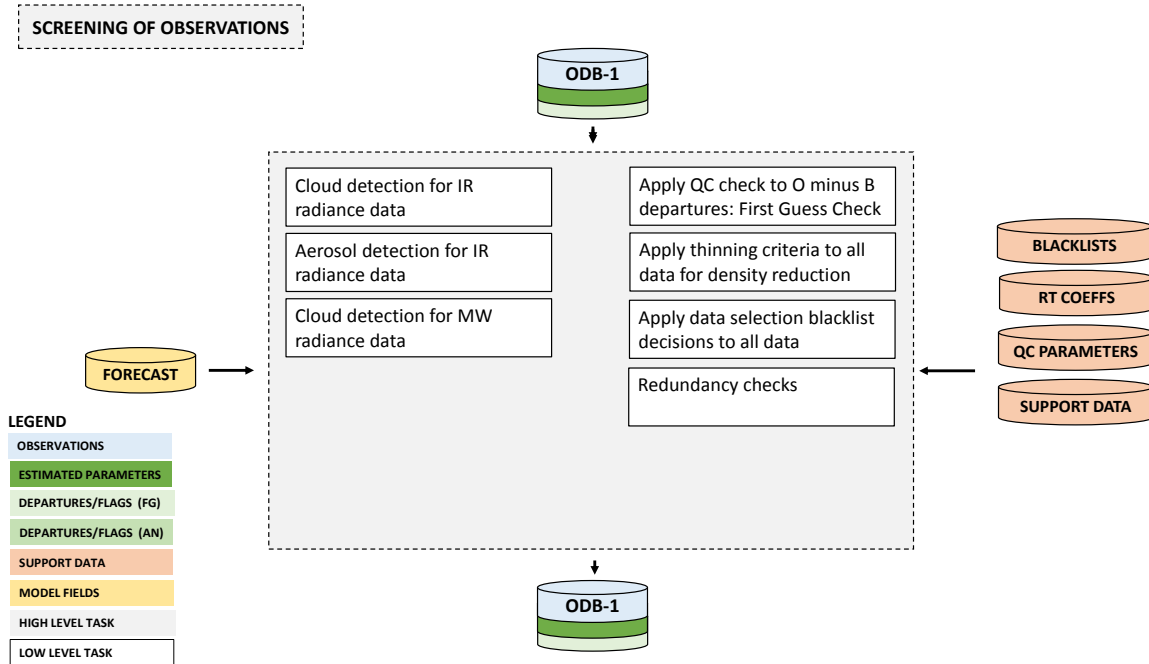 SCREENING OF OBSERVATIONS
ODB-1
Cloud detection for IR
radiance data
Aerosol detection for IR
radiance data
Cloud detection for MW
radiance data
Apply QC check to O minus B
departures: First Guess Check
Apply thinning criteria to all
data for density reduction
Apply data selection blacklist
decisions to all data
Redundancy checks
BLACKLISTS
RT COEFFS
QC PARAMETERS
SUPPORT DATA
FORECAST
LEGEND
OBSERVATIONS
ESTIMATED PARAMETERS
DEPARTURES/FLAGS (FG)
DEPARTURES/FLAGS (AN)
SUPPORT DATA
MODEL FIELDS
HIGH LEVEL TASK
LOW LEVEL TASK
ODB-1